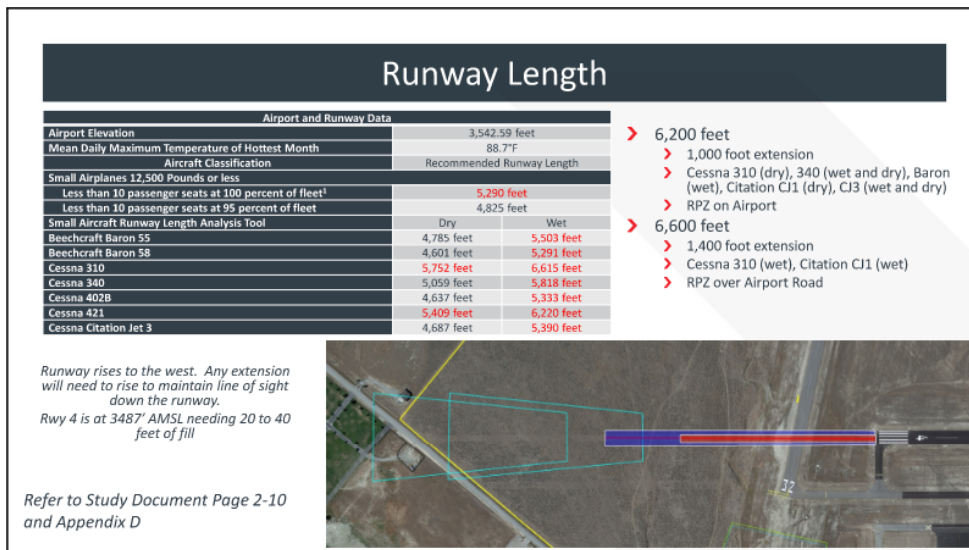 Runway Length
Airport and Runway Data
Airport Elevation 3,542.59 feet
Mean Daily Maximum Temperature of Hottest Month 88.7°F
Aircraft Classification Recommended Runway Length
Small Airplanes 12,500 Pounds or less
Less than 10 passenger seats at 100 percent of fleet¹ 5,290 feet
Less than 10 passenger seats at 95 percent of fleet 4,825 feet
Small Aircraft Runway Length Analysis Tool Dry Wet
Beechcraft Baron 55 4,785 feet 5,503 feet
Beechcraft Baron 58 4,601 feet 5,291 feet
Cessna 310 5,752 feet 6,615 feet
Cessna 340 5,059 feet 5,818 feet
Cessna 402B 4,637 feet 5,333 feet
Cessna 421 5,409 feet 6,220 feet
Cessna Citation Jet 3 4,687 feet 5,390 feet
6,200 feet
1,000 foot extension
Cessna 310 (dry), 340 (wet and dry), Baron
(wet), Citation CJ1 (dry), CJ3 (wet and dry)
RPZ on Airport
6,600 feet
1,400 foot extension
Cessna 310 (wet), Citation CJ1 (wet)
RPZ over Airport Road
Runway rises to the west. Any extension
will need to rise to maintain line of sight
down the runway.
Rwy 4 is at 3487' AMSL needing 20 to 40
feet of fill
Refer to Study Document Page 2-10
and Appendix D
32